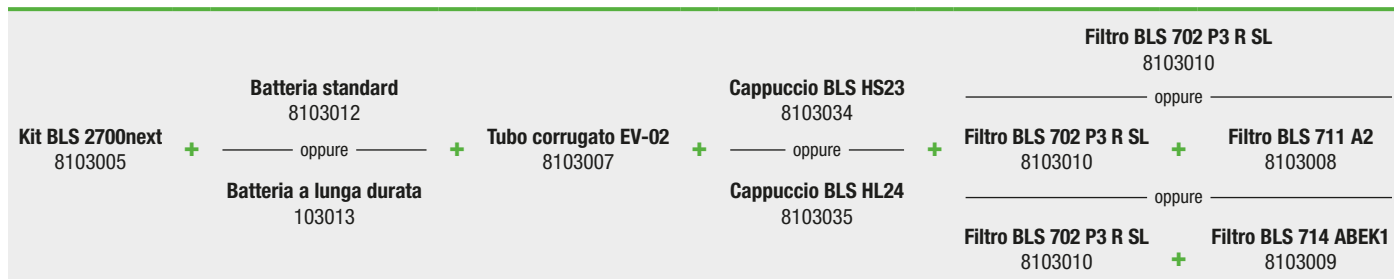 Kit BLS 2700next
8103005
+
Batteria standard
8103012
oppure
Batteria a lunga durata
103013
+
Tubo corrugato EV-02
8103007
+
Cappuccio BLS HS23
8103034
oppure
Cappuccio BLS HL24
8103035
+
Filtro BLS 702 P3 R SL
8103010
oppure
Filtro BLS 702 P3 R SL
8103010
+
Filtro BLS 711 A2
8103008
oppure
Filtro BLS 702 P3 R SL
8103010
+
Filtro BLS 714 ABEK1
8103009